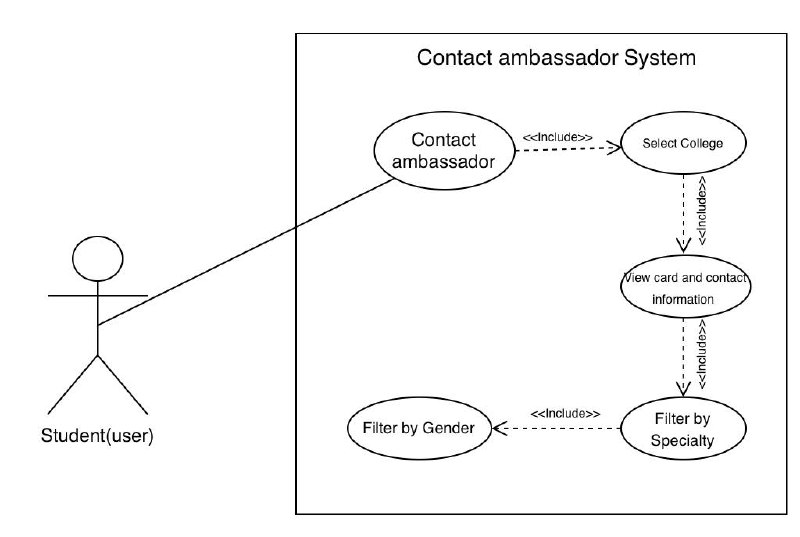 Contact ambassador System
Contact
ambassador
<<Include>>
Select College
<<Include>>
View card and contact
information
<<Include>>
Filter by
Specialty
<<Include>>
Filter by Gender
Student(user)